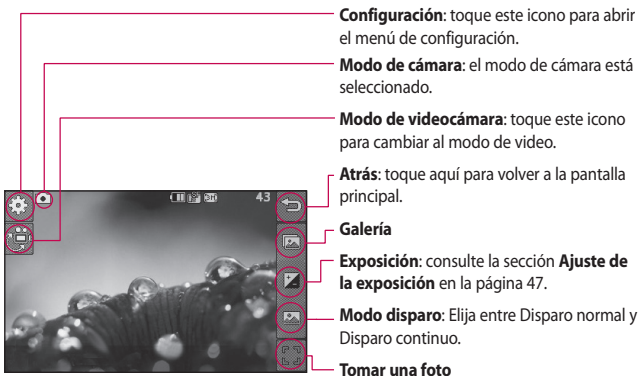 Configuración: toque este icono para abrir
el menú de configuración.
Modo de cámara: el modo de cámara está
seleccionado.
Modo de videocámara: toque este icono
para cambiar al modo de video.
Atrás: toque aquí para volver a la pantalla
principal.
43
Galería
Exposición: consulte la sección Ajuste de
la exposición en la página 47.
Modo disparo: Elija entre Disparo normal y
Disparo continuo.
Tomar una foto